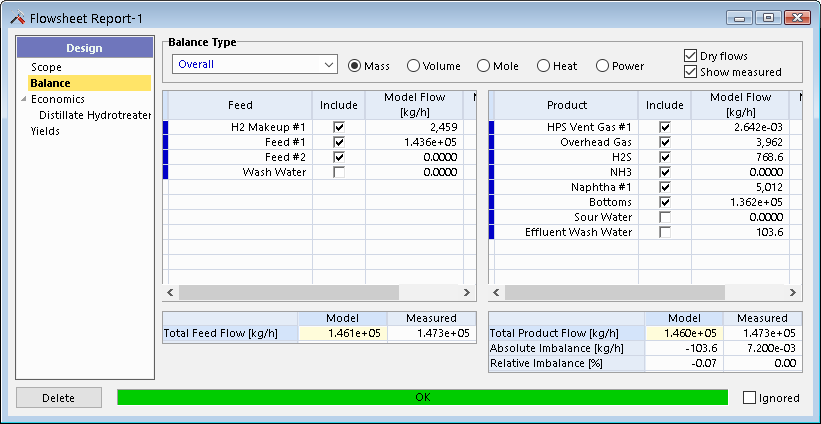 Flowsheet Report-1
Design
Scope
Balance
Economics
Distillate Hydrotreater
Yields
Balance Type
Overall
Mass Volume Mole Heat Power
Dry flows
Show measured
Feed Include Model Flow [kg/h]
H2 Makeup #1 2,459
Feed #1 1.436e+05
Feed #2 0.0000
Wash Water 0.0000
Product Include Model Flow [kg/h]
HPS Vent Gas #1 2.642e-03
Overhead Gas 3,962
H2S 768.6
NH3 0.0000
Naphtha #1 5,012
Bottoms 1.362e+05
Sour Water 0.0000
Effluent Wash Water 103.6
Model Measured
Total Feed Flow [kg/h] 1.461e+05 1.473e+05
Model Measured
Total Product Flow [kg/h] 1.460e+05 1.473e+05
Absolute Imbalance [kg/h] -103.6 7.200e-03
Relative Imbalance [%] -0.07 0.00
Delete
OK
Ignored